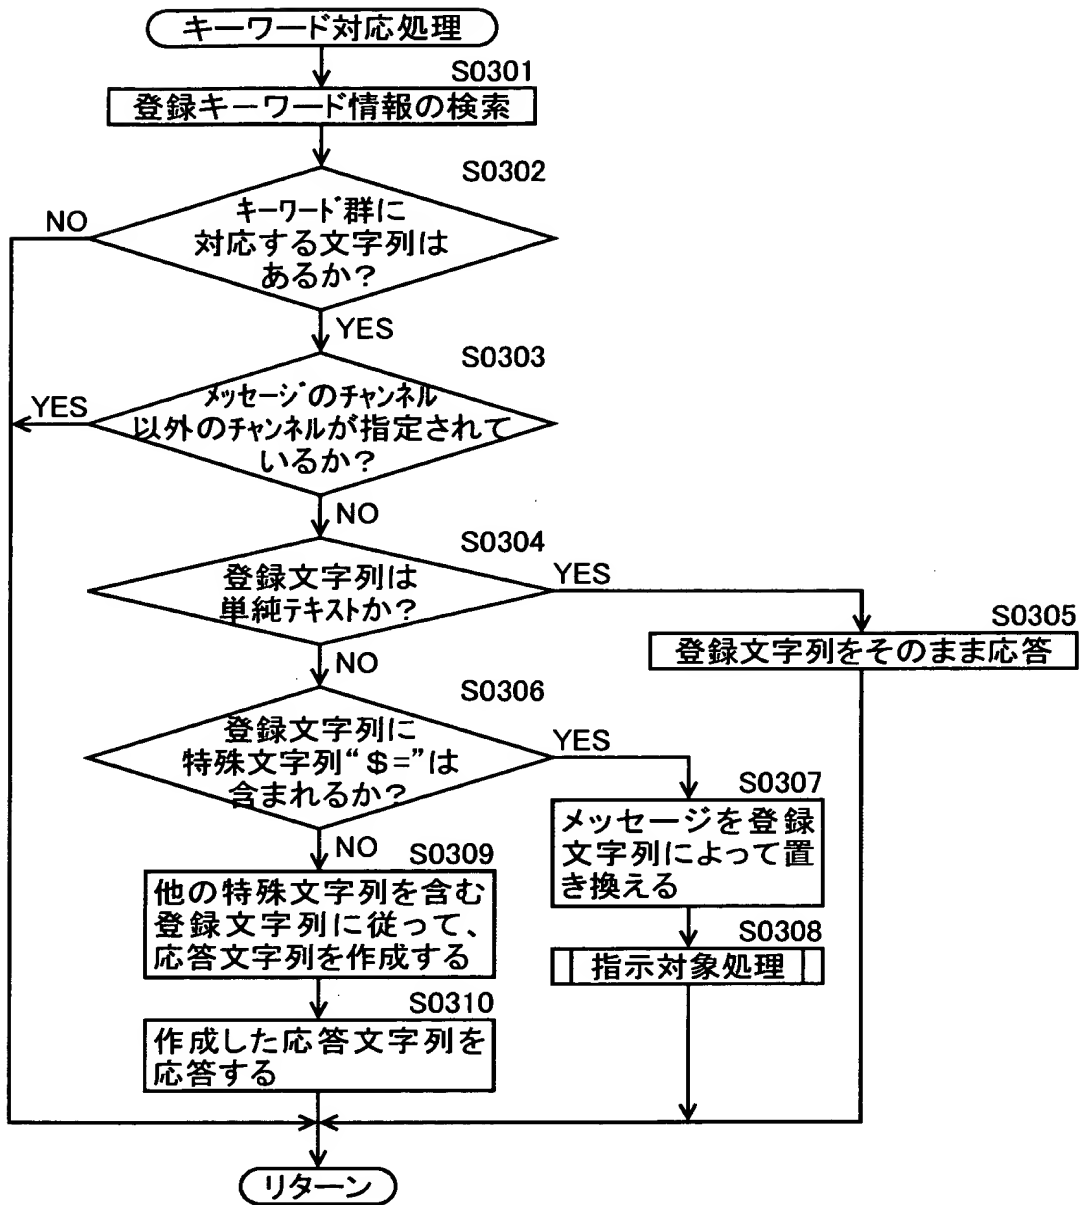 キーワード対応処理
S0301
登録キーワード情報の検索
S0302
キーワード群に
対応する文字列は
あるか?
NO
YES
S0303
メッセージのチャンネル
以外のチャンネルが指定されて
いるか?
YES
NO
S0304
登録文字列は
単純テキストか?
YES
S0305
登録文字列をそのまま応答
NO
S0306
登録文字列に
特殊文字列“$=”は
含まれるか?
YES
S0307
メッセージを登録
文字列によって置
き換える
NO
S0309
他の特殊文字列を含む
登録文字列に従って、
応答文字列を作成する
S0308
指示対象処理
S0310
作成した応答文字列を
応答する
リターン